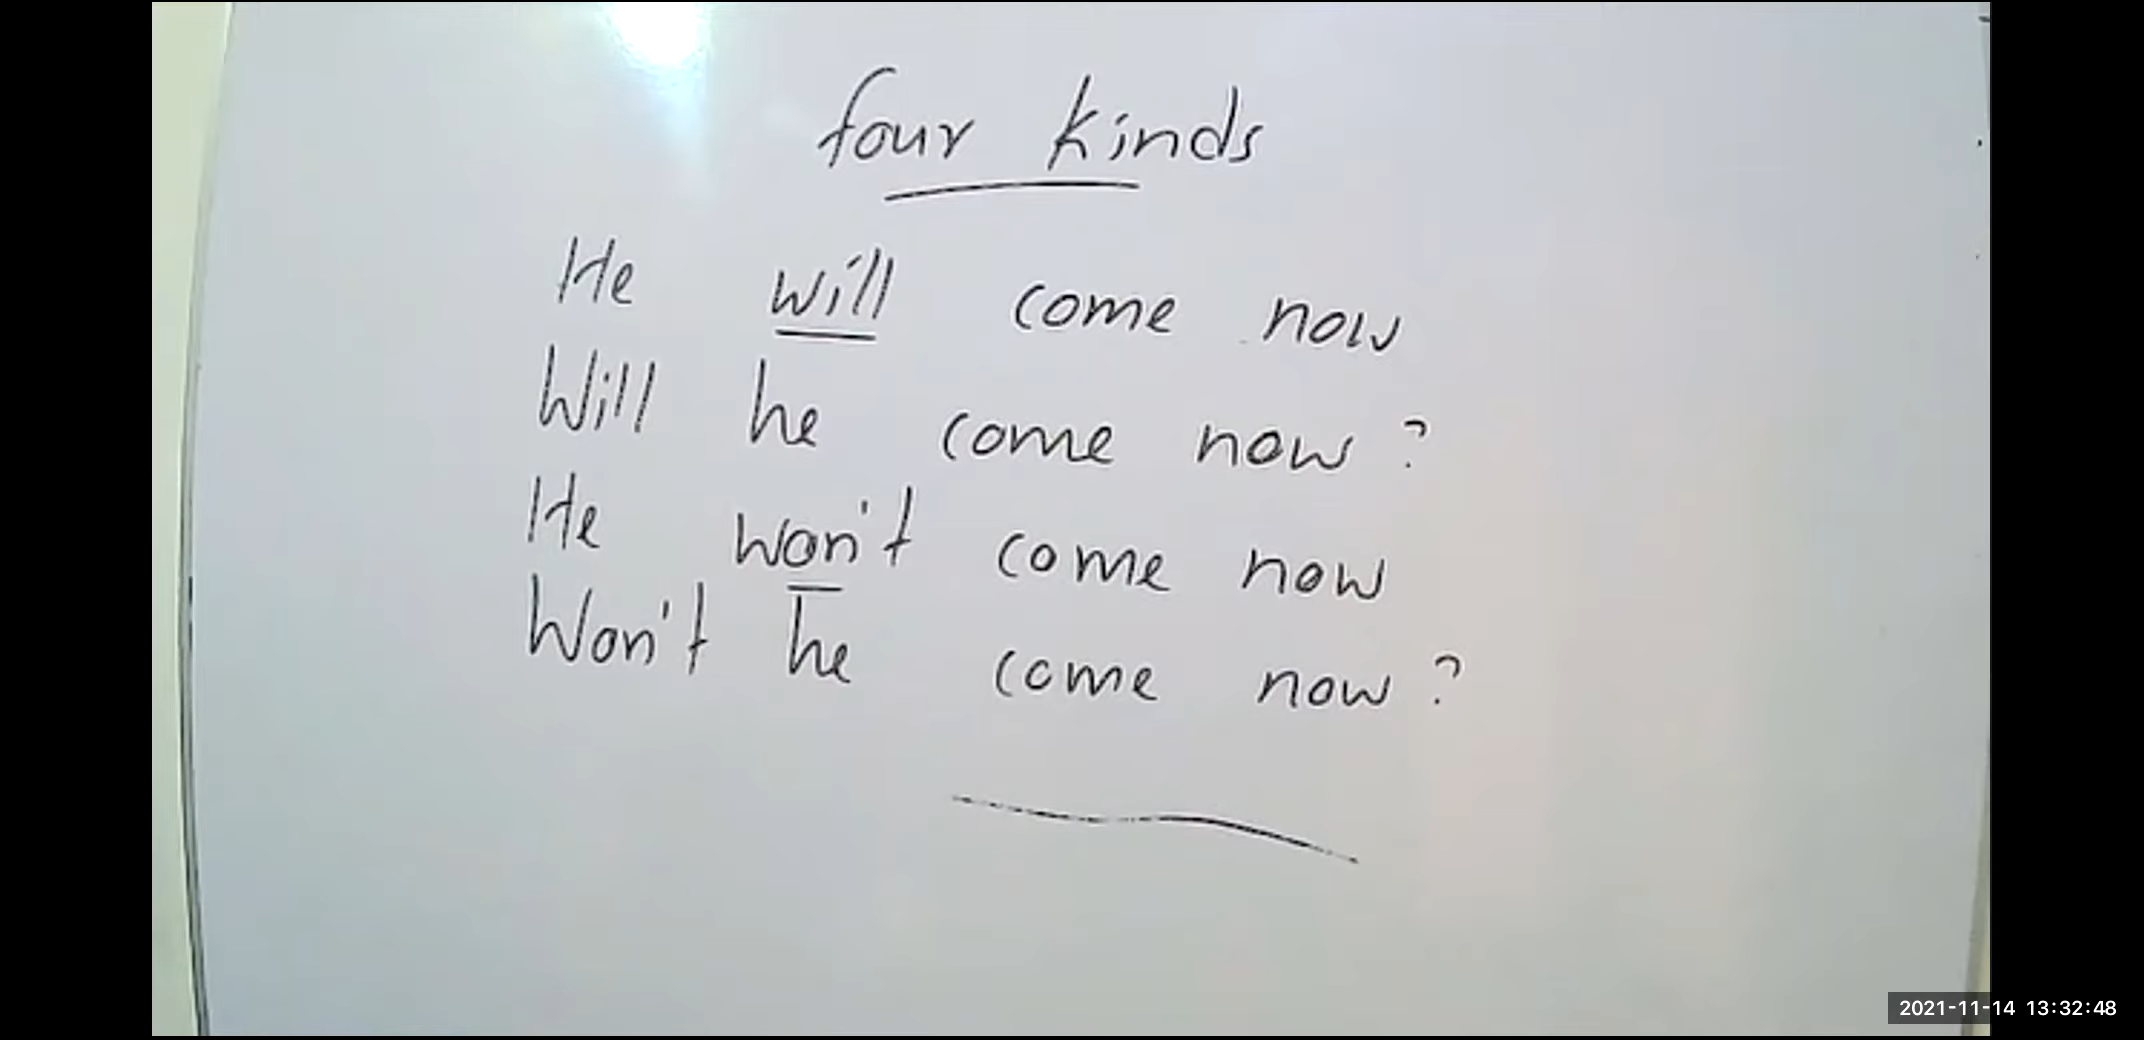 four kinds
He will come now
Will he come now?
He won't come now
Won't he come now?
2021-11-14 13:32:48